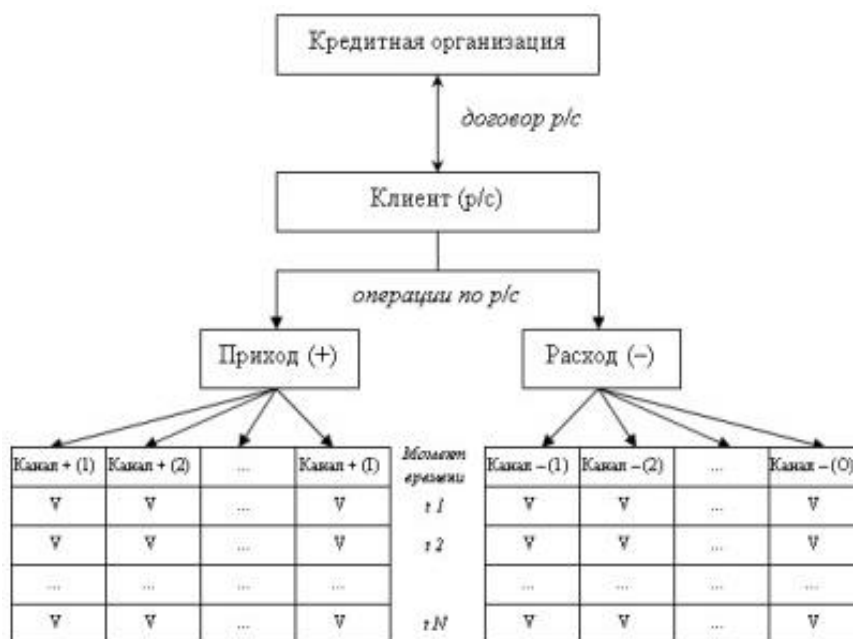 Кредитная организация
договор р/с
Клиент (р/с)
операции по р/с
Приход (+)
Расход (–)
Канал + (1) Канал + (2) ... Канал + (I) Момент времени Канал – (1) Канал – (2) ... Канал – (O)
V V ... V t 1 V V ... V
V V ... V t 2 V V ... V
... ... ... ... ... ... ... ...
V V ... V t N V V ... V